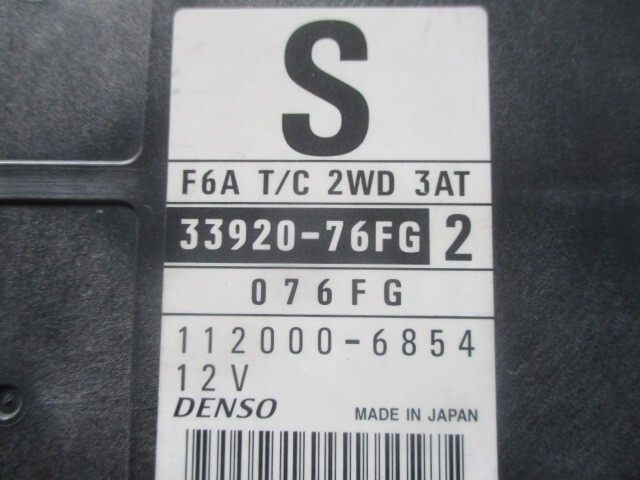 S
F6A T/C 2WD 3AT
33920-76FG 2
076FG
112000-6854
12V
DENSO MADE IN JAPAN